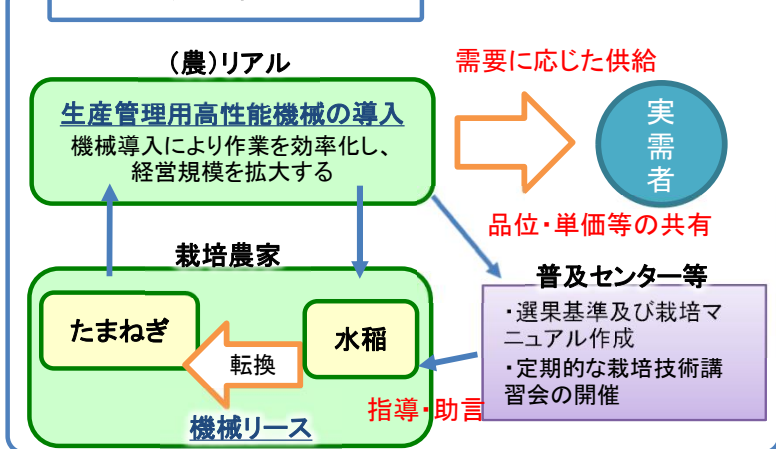 (農)リアル
生産管理用高性能機械の導入
機械導入により作業を効率化し、
経営規模を拡大する
需要に応じた供給
実
需
者
品位・単価等の共有
栽培農家
たまねぎ
転換
水稲
機械リース
指導・助言
普及センター等
・選果基準及び栽培マ
ニュアル作成
・定期的な栽培技術講
習会の開催